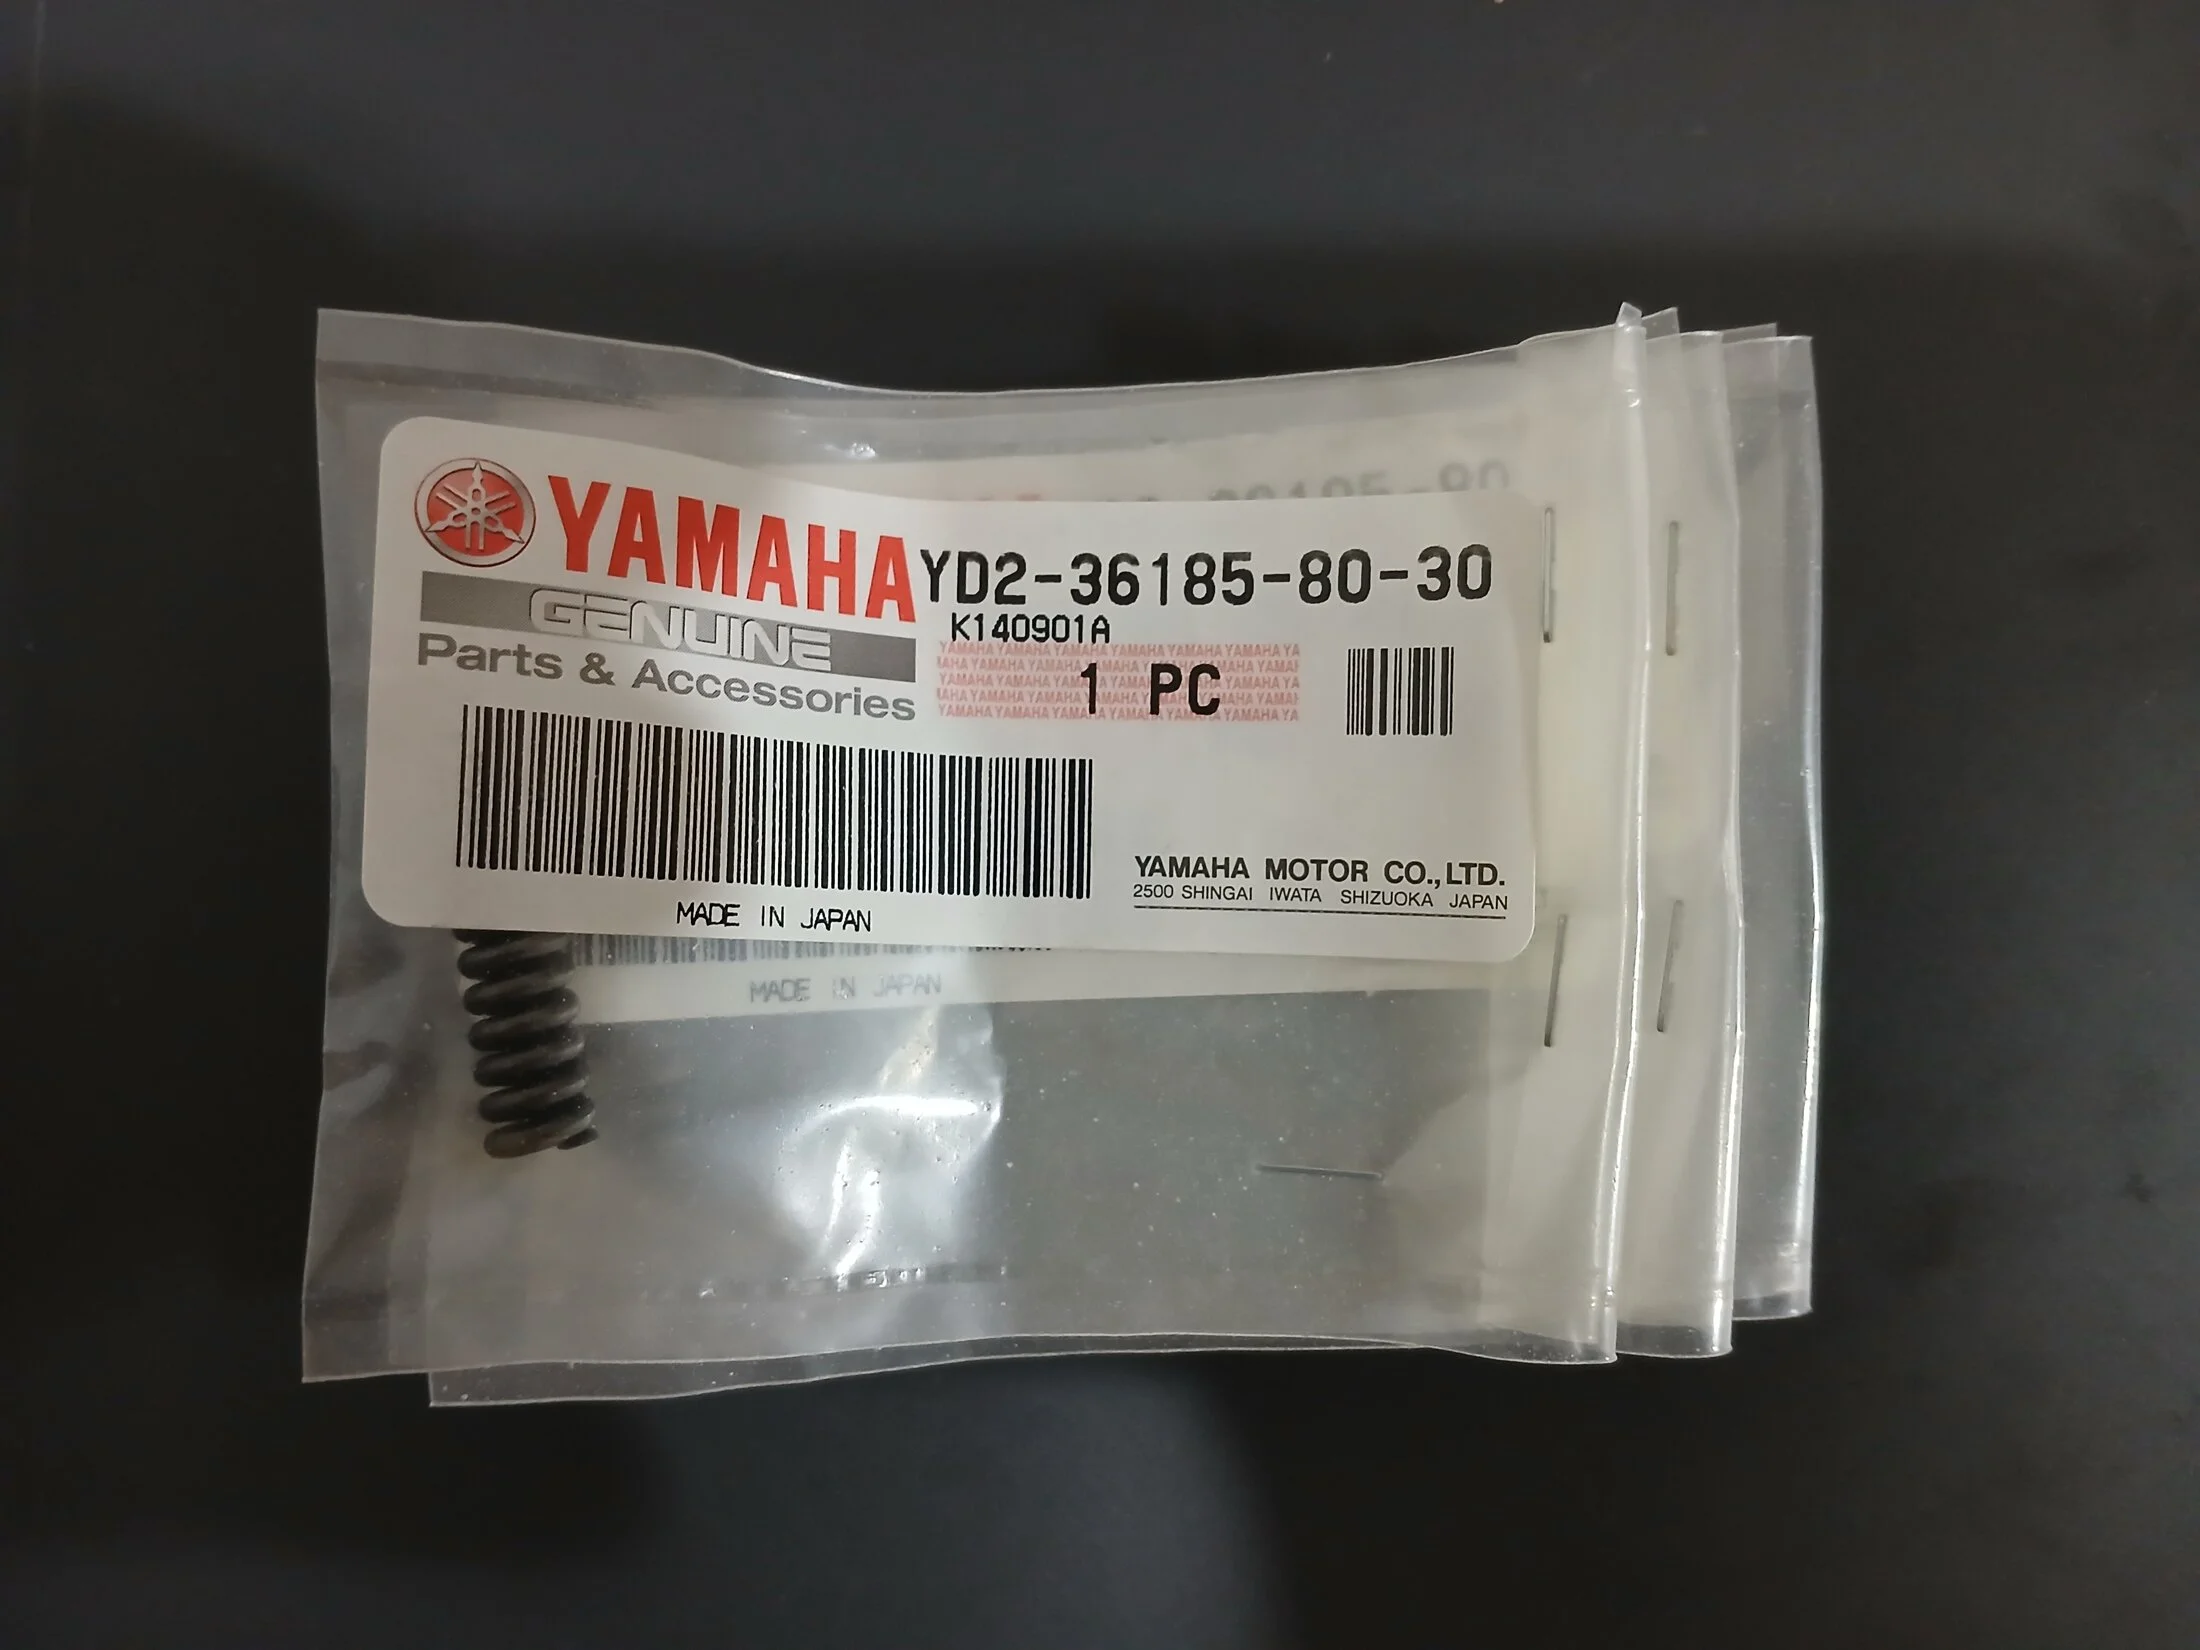 YAMAHA YD2-36185-80-30
GENUINE
K140901A
Parts & Accessories
1 PC
MADE IN JAPAN
YAMAHA MOTOR CO.,LTD.
2500 SHINGAI IWATA SHIZUOKA JAPAN
MADE IN JAPAN